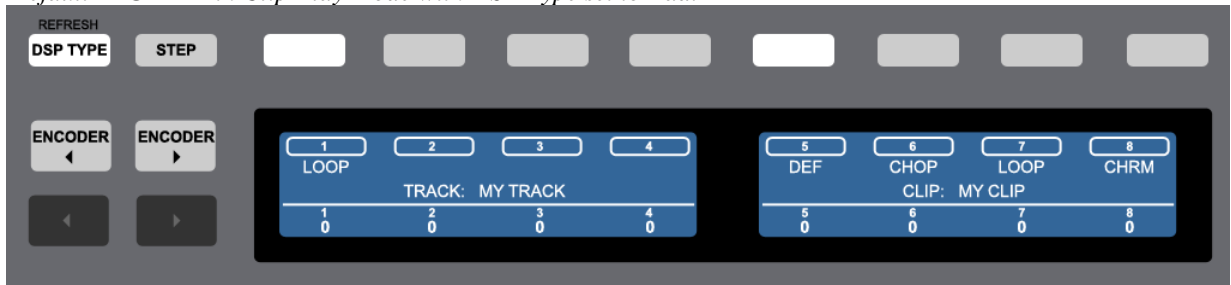 REFRESH
DSP TYPE STEP
ENCODER ENCODER
1 2 3 4 5 6 7 8
LOOP DEF CHOP LOOP CHRM
TRACK: MY TRACK CLIP: MY CLIP
1 2 3 4 5 6 7 8
0 0 0 0 0 0 0 0